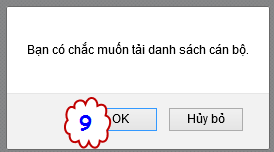 Bạn có chắc muốn tải danh sách cán bộ.
9 OK Hủy bỏ